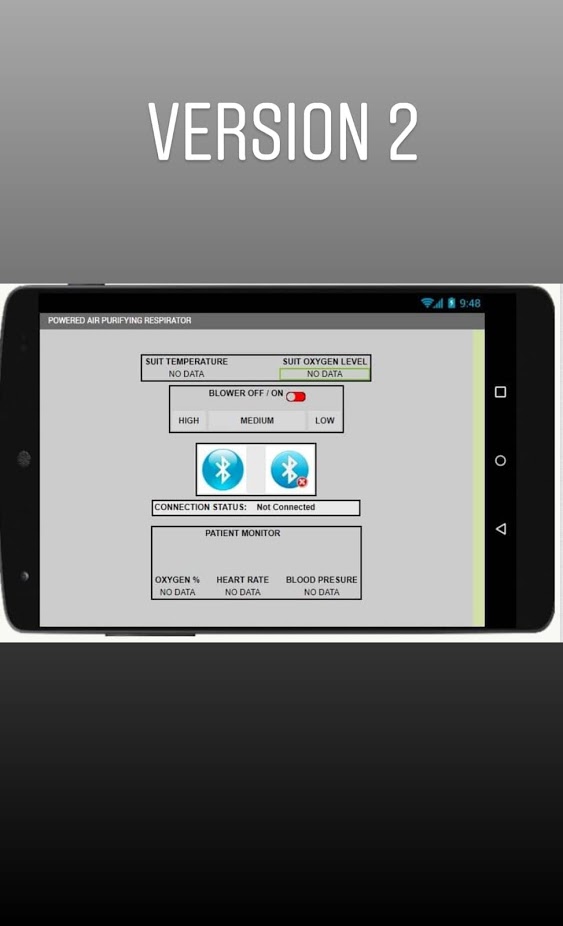 VERSION 2
9:48
POWERED AIR PURIFYING RESPIRATOR
SUIT TEMPERATURE SUIT OXYGEN LEVEL
NO DATA NO DATA
BLOWER OFF / ON
HIGH MEDIUM LOW
CONNECTION STATUS: Not Connected
PATIENT MONITOR
OXYGEN % HEART RATE BLOOD PRESURE
NO DATA NO DATA NO DATA